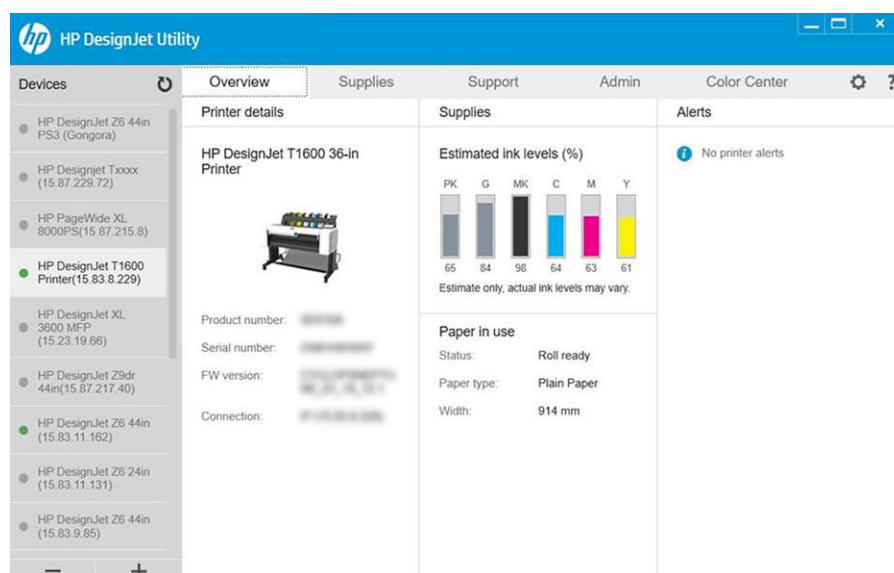 hp HP DesignJet Utility
Devices
HP DesignJet Z6 44in
PS3 (Gongora)
HP Designjet Txxxx
(15.87.229.72)
HP PageWide XL
8000PS(15.87.215.8)
HP DesignJet T1600
Printer(15.83.8.229)
HP DesignJet XL
3600 MFP
(15.23.19.66)
HP DesignJet Z9dr
44in(15.87.217.40)
HP DesignJet Z6 44in
(15.83.11.162)
HP DesignJet Z6 24in
(15.83.11.131)
HP DesignJet Z6 44in
(15.83.9.85)
Overview Supplies Support Admin Color Center ?
Printer details
HP DesignJet T1600 36-in
Printer
Product number:
Serial number:
FW version:
Connection:
Supplies
Estimated ink levels (%)
PK G MK C M Y
65 84 98 64 63 61
Estimate only, actual ink levels may vary.
Paper in use
Status: Roll ready
Paper type: Plain Paper
Width: 914 mm
Alerts
No printer alerts